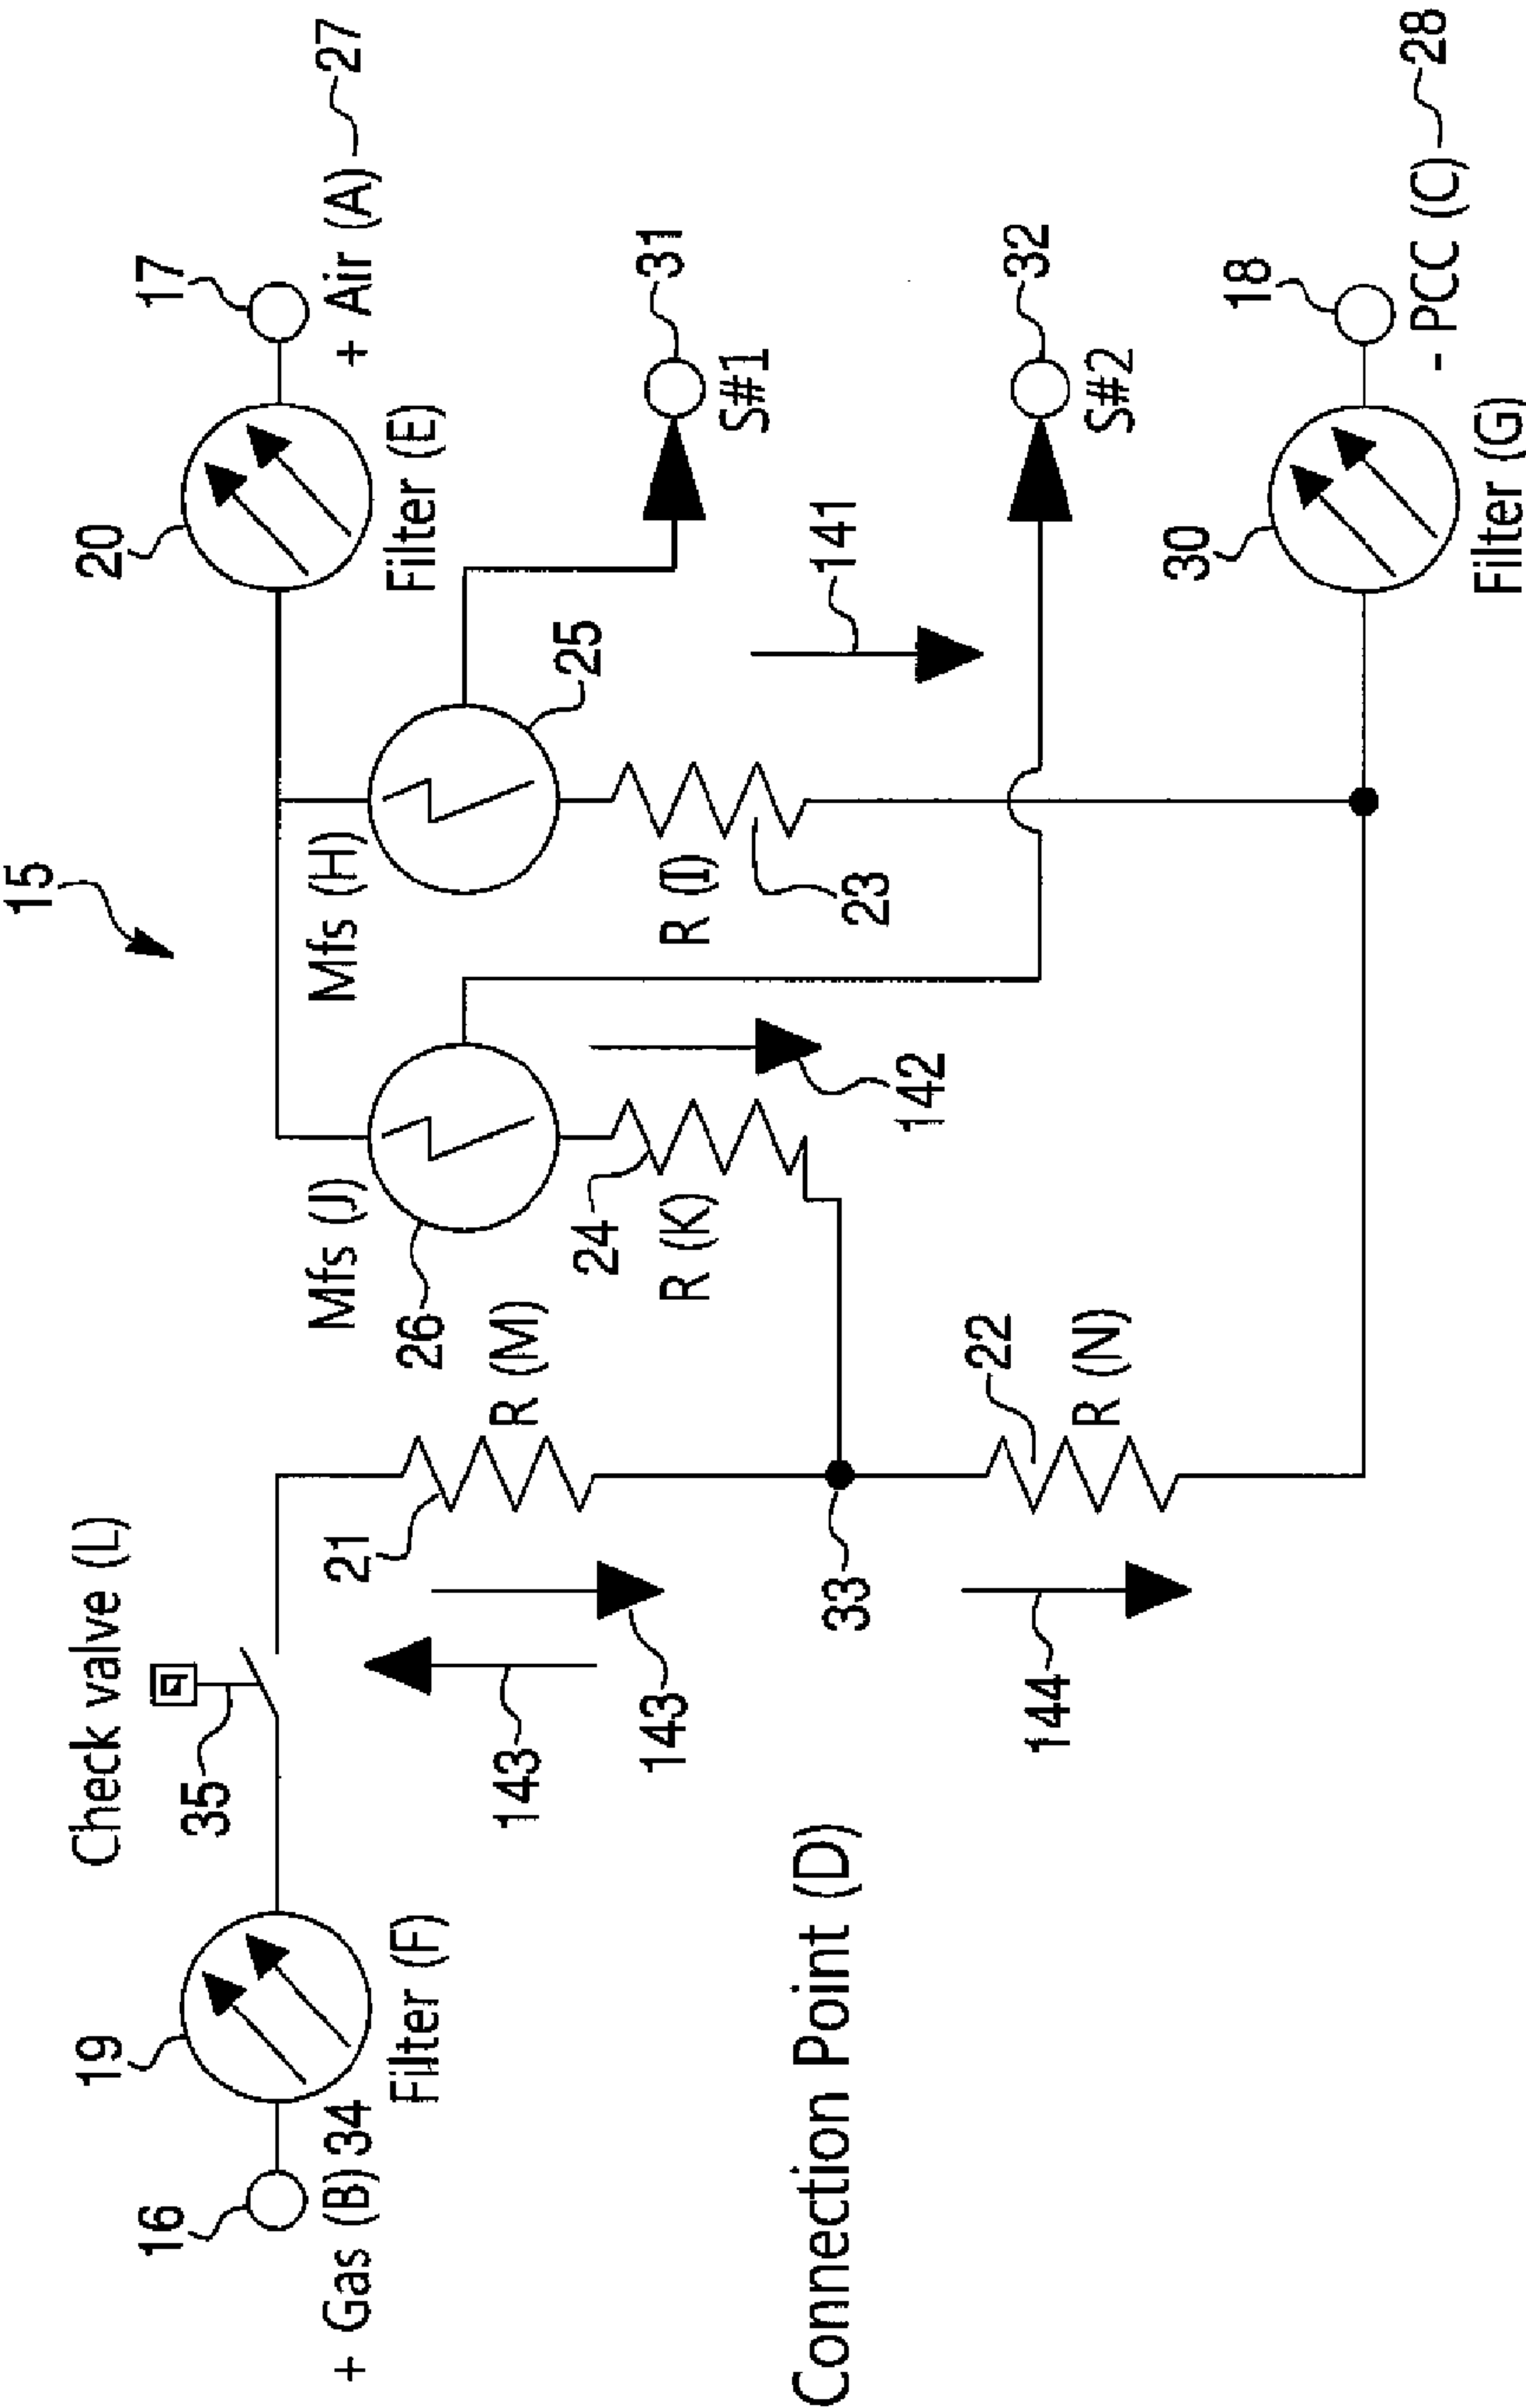 15
16
+ Gas (B) 34
19
Filter (F)
Check valve (L)
35
21
R (M)
143
143
Connection Point (D)
33
144
22
R (N)
Mfs (J)
26
24
R (K)
142
Mfs (H)
25
R (I)
23
141
20
Filter (E)
17
+ Air (A)
27
31
S#1
32
S#2
30
Filter (G)
18
- PCC (C)
28